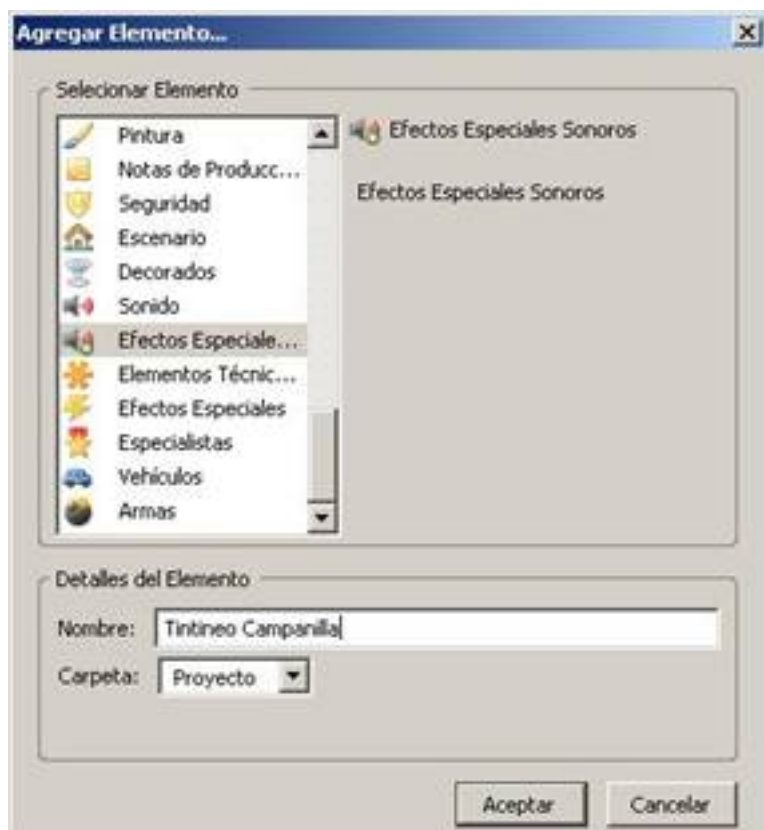 Agregar Elemento...
Selecionar Elemento
Pintura
Notas de Producc...
Seguridad
Escenario
Decorados
Sonido
Efectos Especiale...
Elementos Técnic...
Efectos Especiales
Especialistas
Vehículos
Armas
Efectos Especiales Sonoros
Efectos Especiales Sonoros
Detalles del Elemento
Nombre: Tintineo Campanilla
Carpeta: Proyecto
Aceptar Cancelar